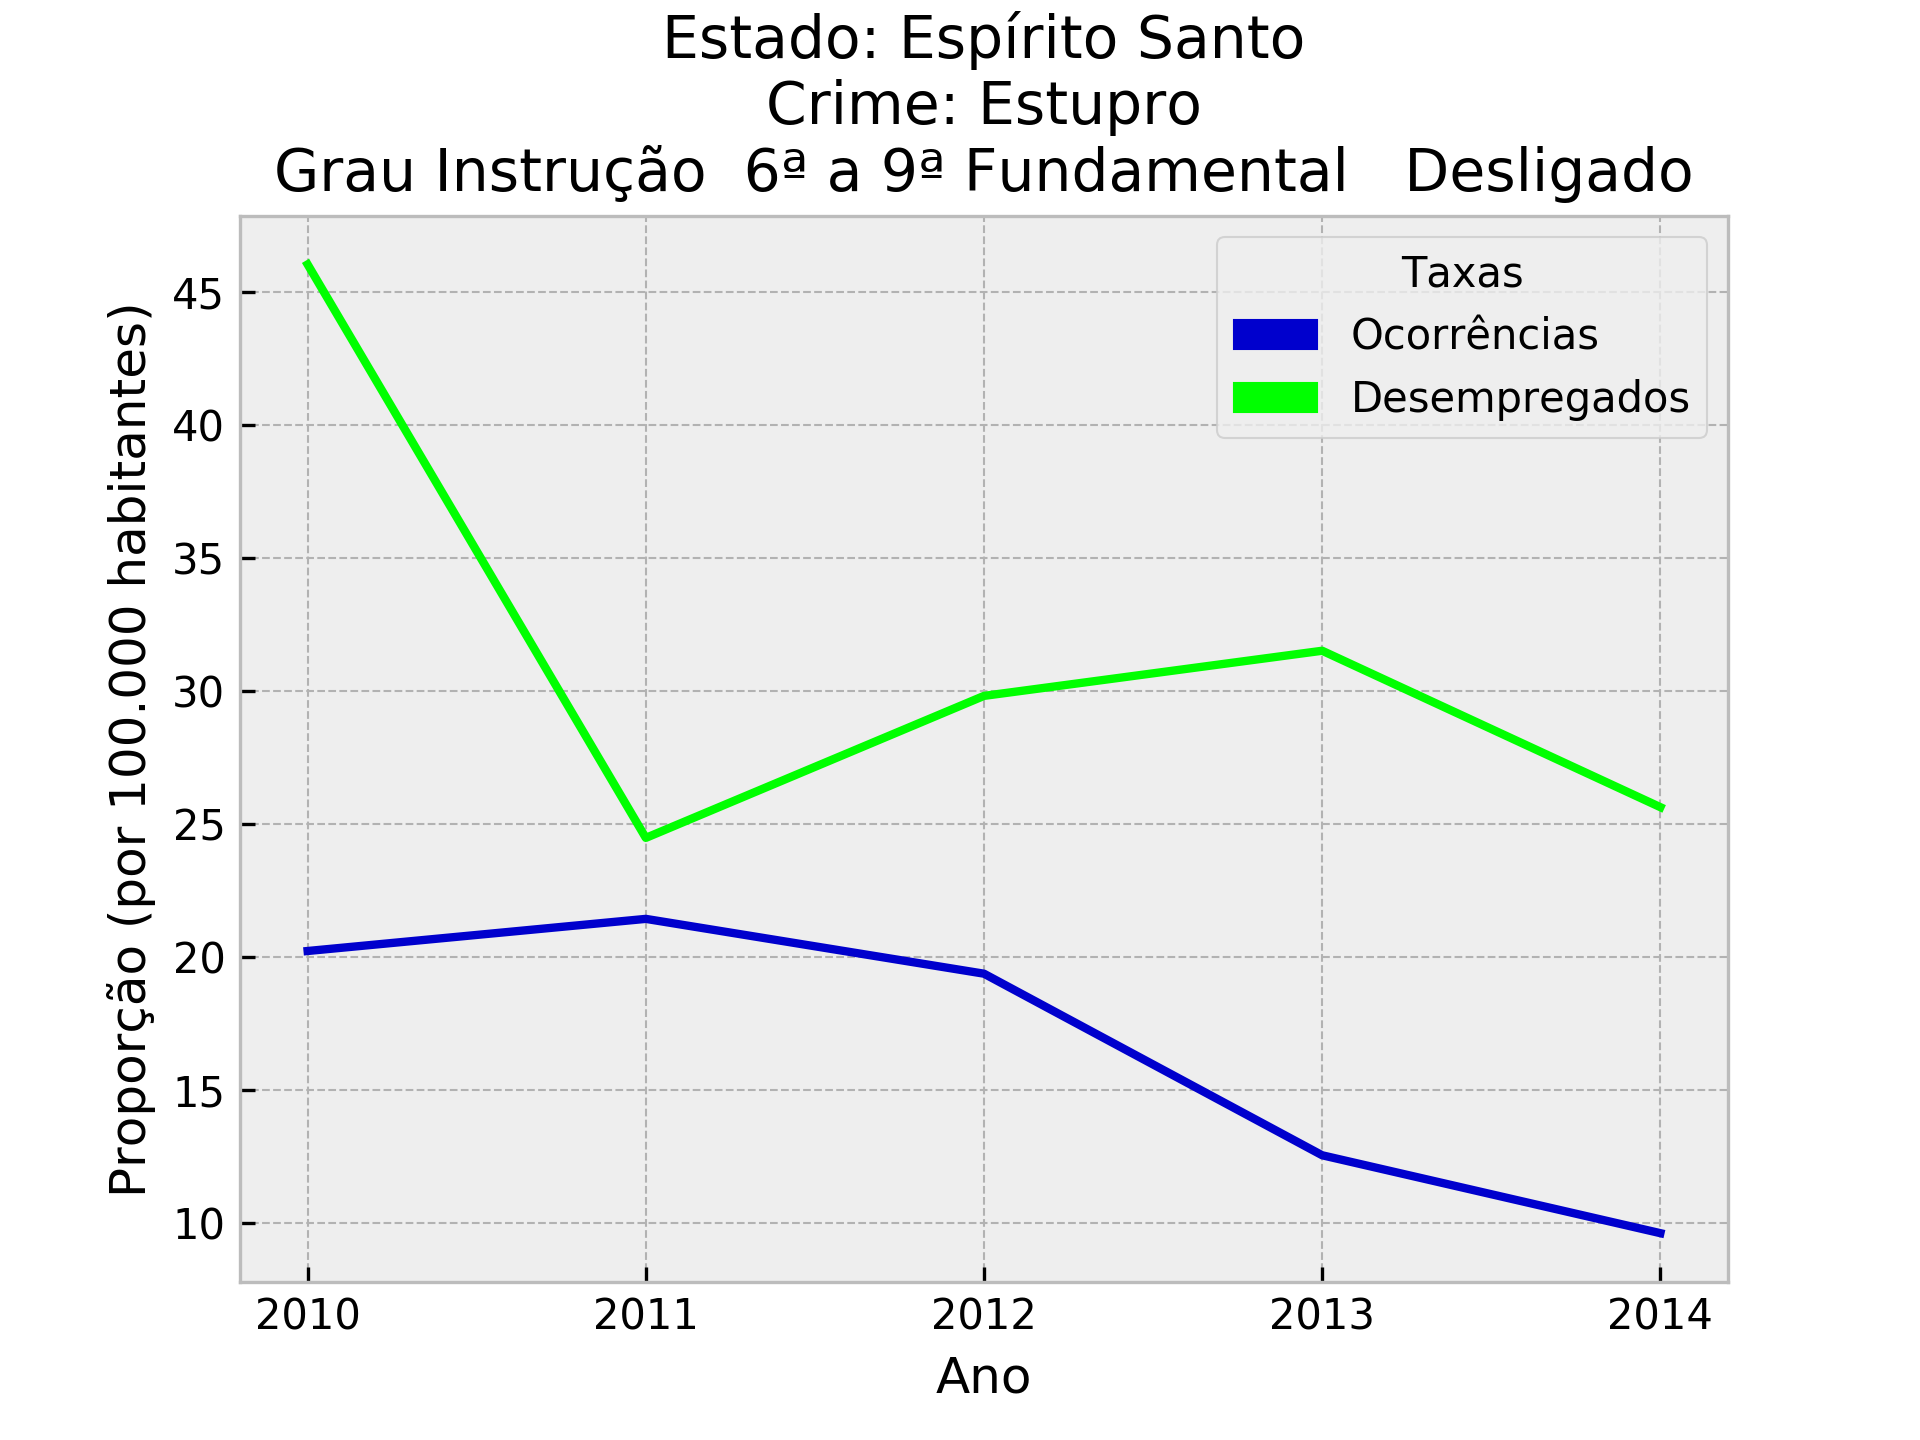 Estado: Espírito Santo
Crime: Estupro
Grau Instrução  6ª a 9ª Fundamental   Desligado
Taxas
Ocorrências
Desempregados
Proporção (por 100.000 habitantes)
45
40
35
30
25
20
15
10
2010 2011 2012 2013 2014
Ano